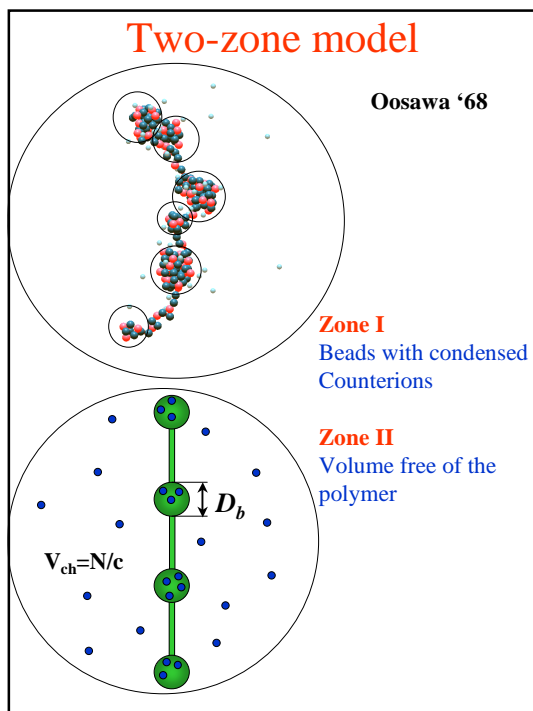 Two-zone model
Oosawa ‘68
Zone I
Beads with condensed
Counterions
Zone II
Volume free of the
polymer
D_b
V_ch=N/c